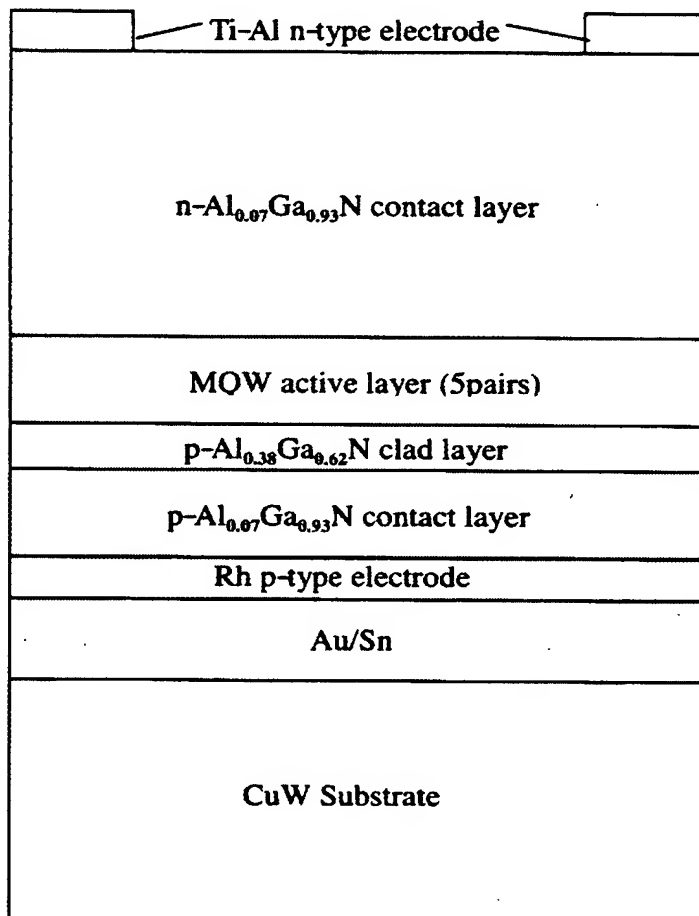 Ti-Al n-type electrode
n-Al₀.₀₇Ga₀.₉₃N contact layer
MQW active layer (5pairs)
p-Al₀.₃₈Ga₀.₆₂N clad layer
p-Al₀.₀₇Ga₀.₉₃N contact layer
Rh p-type electrode
Au/Sn
CuW Substrate